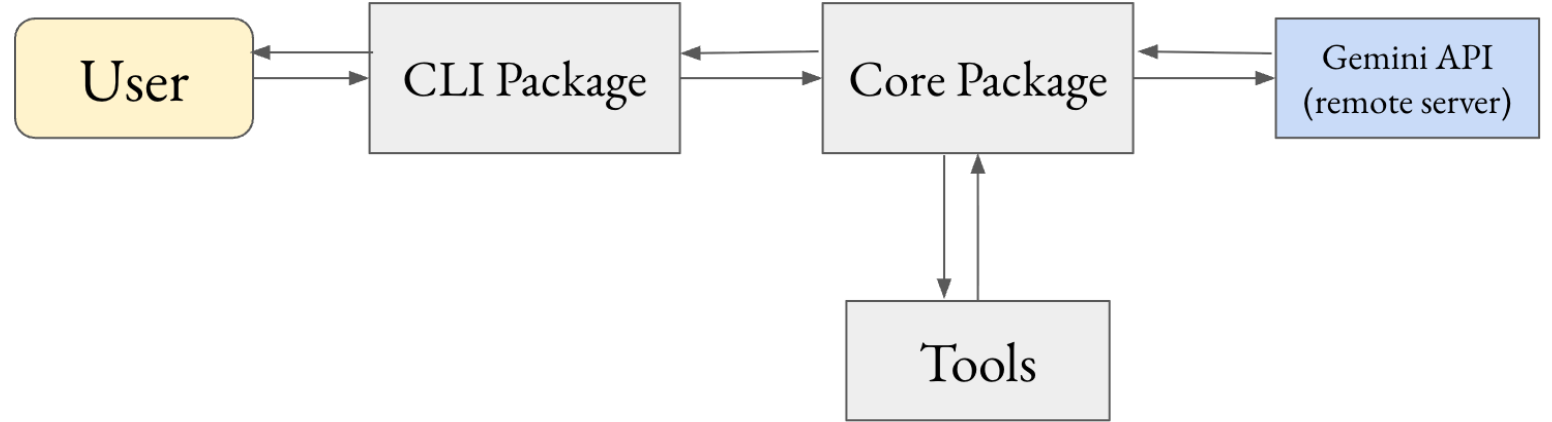 User
CLI Package
Core Package
Gemini API
(remote server)
Tools